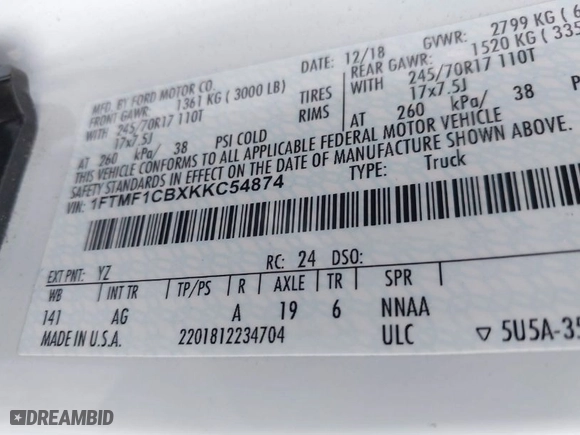 MFD. BY FORD MOTOR CO.
DATE: 12/18
GVWR: 2799 KG
FRONT GAWR: 1361 KG ( 3000 LB)
REAR GAWR: 1520 KG
WITH 245/70R17 110T TIRES
WITH 245/70R17 110T
17x7.5J RIMS
17x7.5J
AT 260 kPa/ 38 PSI COLD
AT 260 kPa/ 38
THIS VEHICLE CONFORMS TO ALL APPLICABLE FEDERAL MOTOR VEHICLE
SAFETY STANDARDS IN EFFECT ON THE DATE OF MANUFACTURE SHOWN ABOVE.
VIN: 1FTMF1CBXKKC54874
TYPE: Truck
EXT PNT: YZ RC: 24 DSO:
WB INT TR TP/PS R AXLE TR SPR
141 AG A 19 6 NNAA
MADE IN U.S.A. 2201812234704 ULC ▽ 5U5A-35
DREAMBID